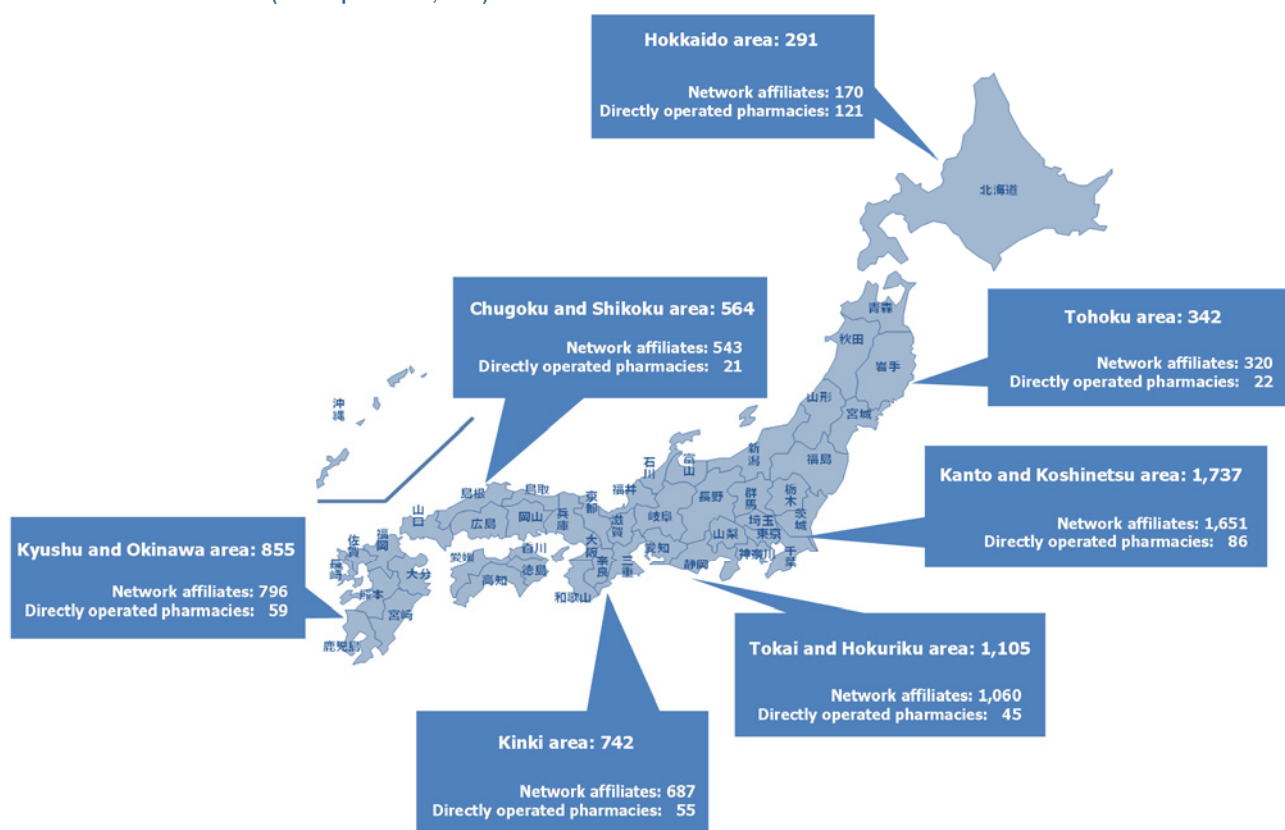 Hokkaido area: 291
Network affiliates: 170
Directly operated pharmacies: 121
北海道
Chugoku and Shikoku area: 564
Network affiliates: 543
Directly operated pharmacies: 21
Tohoku area: 342
Network affiliates: 320
Directly operated pharmacies: 22
青森
秋田
岩手
山形
宮城
沖縄
新潟
福島
石川
富山
Kanto and Koshinetsu area: 1,737
Network affiliates: 1,651
Directly operated pharmacies: 86
島根
鳥取
京都
福井
長野
群馬
栃木
茨城
山口
広島
岡山
兵庫
滋賀
岐阜
埼玉
東京
山梨
神奈川
千葉
Kyushu and Okinawa area: 855
Network affiliates: 796
Directly operated pharmacies: 59
佐賀
福岡
長崎
大分
熊本
宮崎
鹿児島
愛媛
香川
高知
徳島
大阪
奈良
三重
愛知
静岡
和歌山
Tokai and Hokuriku area: 1,105
Network affiliates: 1,060
Directly operated pharmacies: 45
Kinki area: 742
Network affiliates: 687
Directly operated pharmacies: 55